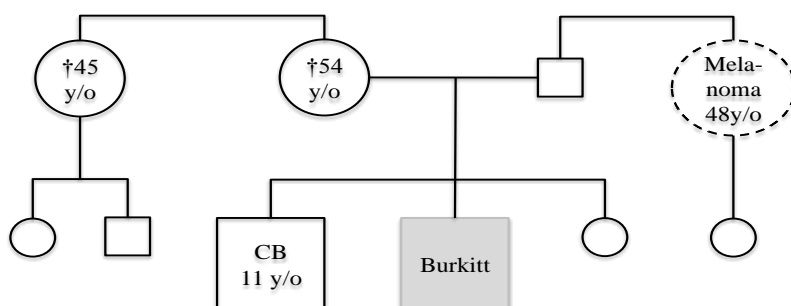 †45
y/o
†54
y/o
Mela-
noma
48y/o
CB
11 y/o
Burkitt